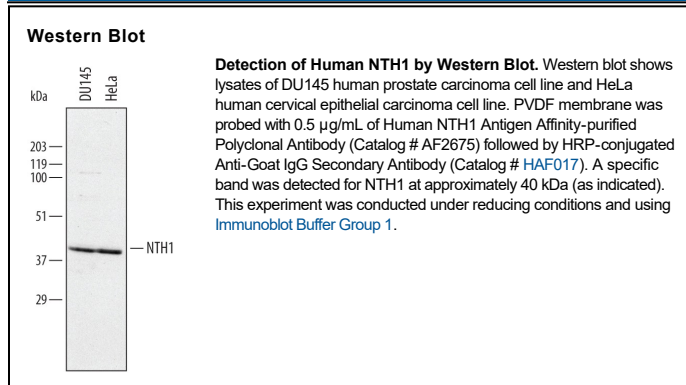 Western Blot
DU145
HeLa
kDa
203
119
100
51
37
29
NTH1
Detection of Human NTH1 by Western Blot. Western blot shows
lysates of DU145 human prostate carcinoma cell line and HeLa
human cervical epithelial carcinoma cell line. PVDF membrane was
probed with 0.5 µg/mL of Human NTH1 Antigen Affinity-purified
Polyclonal Antibody (Catalog # AF2675) followed by HRP-conjugated
Anti-Goat IgG Secondary Antibody (Catalog # HAF017). A specific
band was detected for NTH1 at approximately 40 kDa (as indicated).
This experiment was conducted under reducing conditions and using
Immunoblot Buffer Group 1.